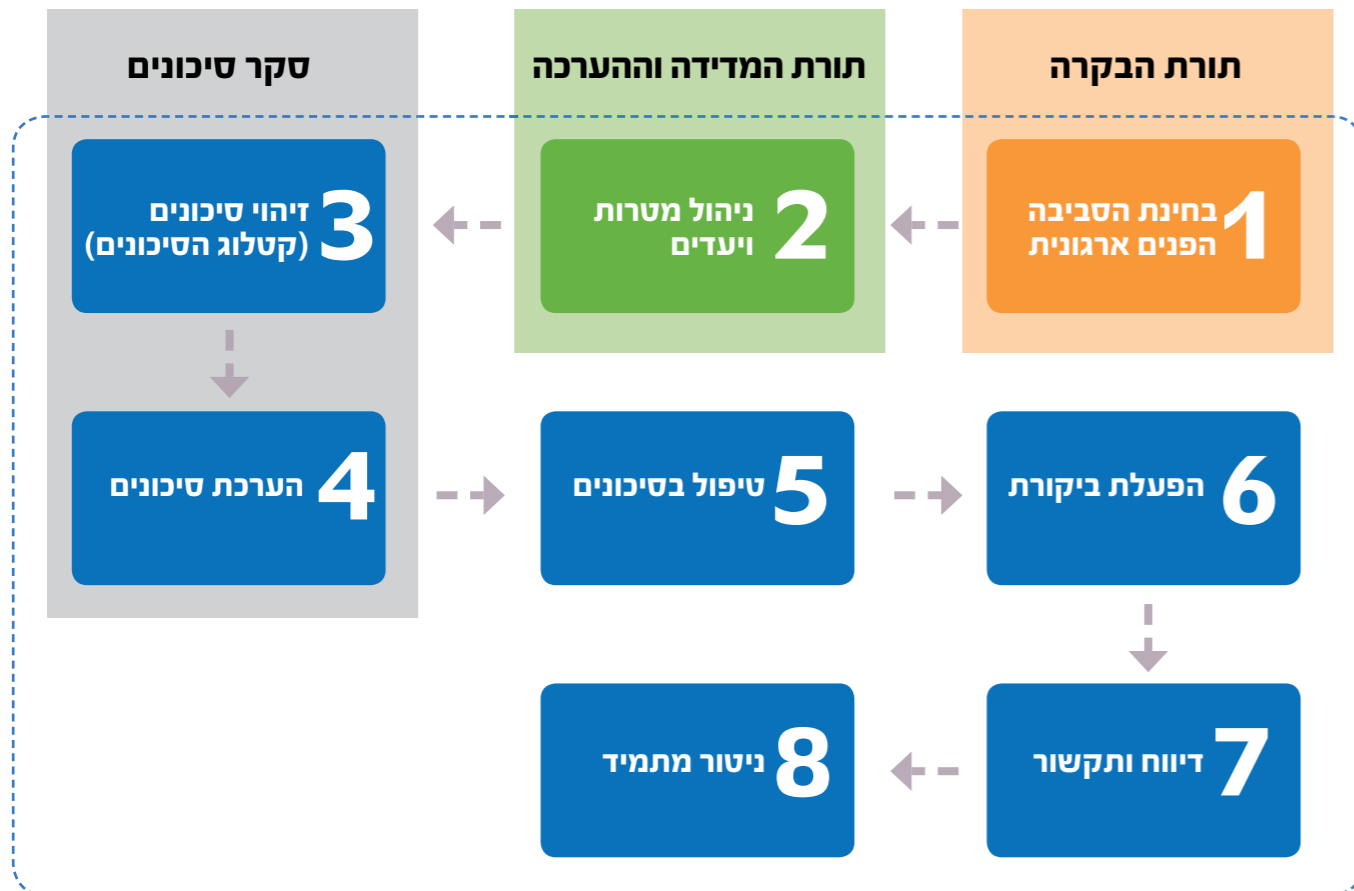 תורת הבקרה
תורת המדידה וההערכה
סקר סיכונים
1
בחינת הסביבה
הפנים ארגונית
2
ניהול מטרות
ויעדים
3
זיהוי סיכונים
(קטלוג הסיכונים)
4
הערכת סיכונים
5
טיפול בסיכונים
6
הפעלת ביקורת
7
דיווח ותקשור
8
ניטור מתמיד